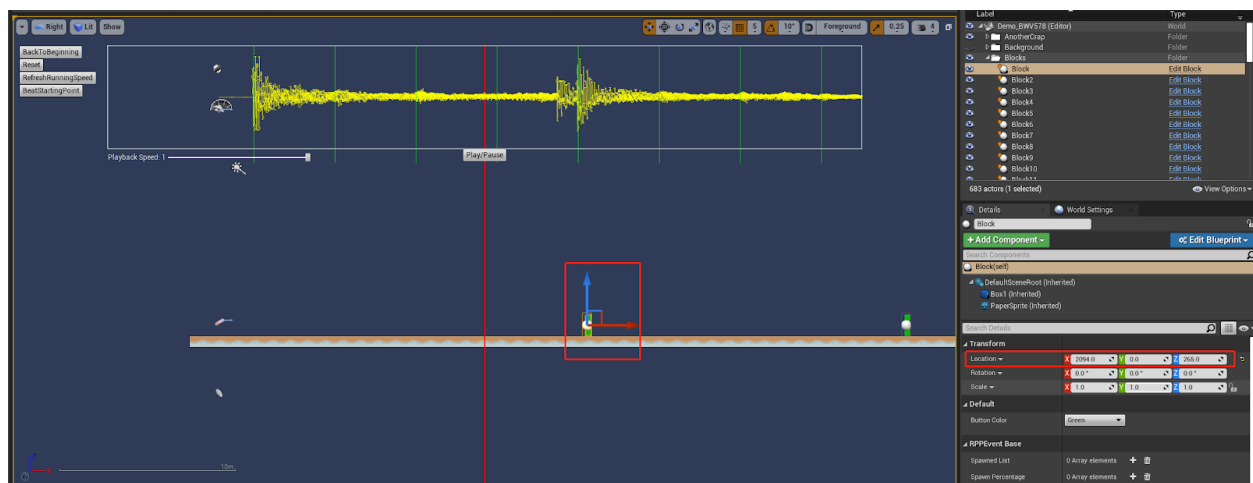 Right Lit Show
5 10° Foreground 0.25 4
BackToBeginning
Reset
RefreshRunningSpeed
BeatStartingPoint
Playback Speed: 1
Play/Pause
10m
Z
X
Label Type
Demo_BWV578 (Editor) World
AnotherCrap Folder
Background Folder
Blocks Folder
Block Edit Block
Block2 Edit Block
Block3 Edit Block
Block4 Edit Block
Block5 Edit Block
Block6 Edit Block
Block7 Edit Block
Block8 Edit Block
Block9 Edit Block
Block10 Edit Block
Block11 Edit Block
683 actors (1 selected) View Options
Details World Settings
Block
+Add Component Edit Blueprint
Search Components
Block(self)
DefaultSceneRoot (Inherited)
Box1 (Inherited)
PaperSprite (Inherited)
Search Details
Transform
Location X 2094.0 Y 0.0 Z 265.0
Rotation X 0.0° Y 0.0° Z 0.0°
Scale X 1.0 Y 1.0 Z 1.0
Default
Button Color Green
RPPEvent Base
Spawned List 0 Array elements
Spawn Percentage 0 Array elements